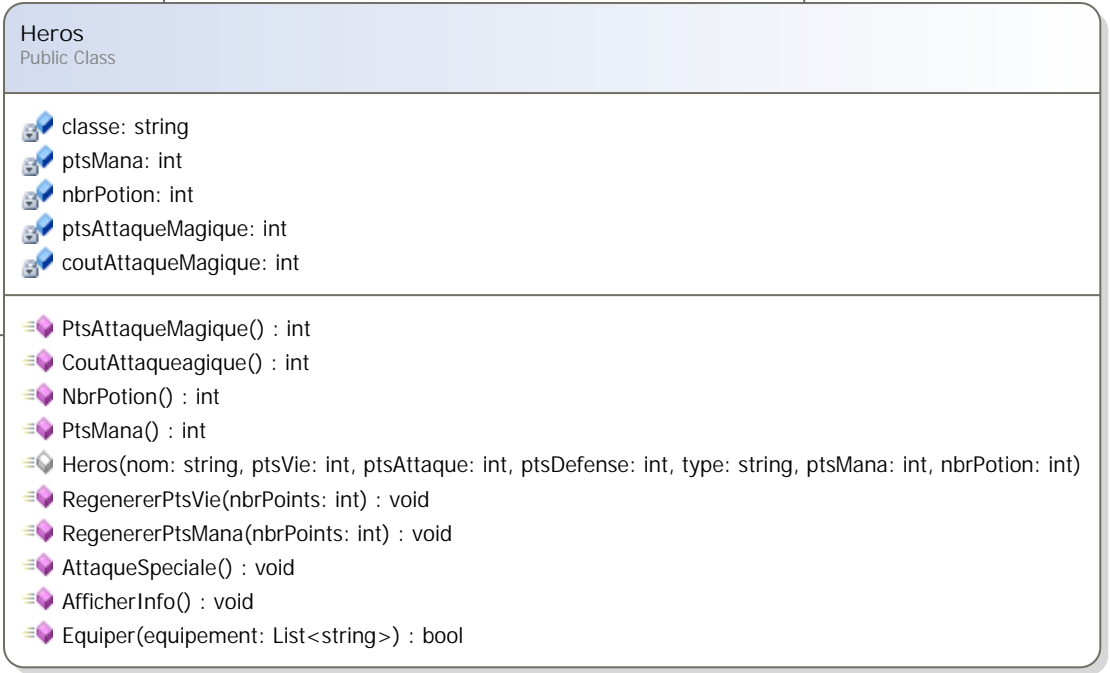 Heros
Public Class
classe: string
ptsMana: int
nbrPotion: int
ptsAttaqueMagique: int
coutAttaqueMagique: int
PtsAttaqueMagique() : int
CoutAttaqueagique() : int
NbrPotion() : int
PtsMana() : int
Heros(nom: string, ptsVie: int, ptsAttaque: int, ptsDefense: int, type: string, ptsMana: int, nbrPotion: int)
RegenererPtsVie(nbrPoints: int) : void
RegenererPtsMana(nbrPoints: int) : void
AttaqueSpeciale() : void
AfficherInfo() : void
Equiper(equipement: List<string>) : bool